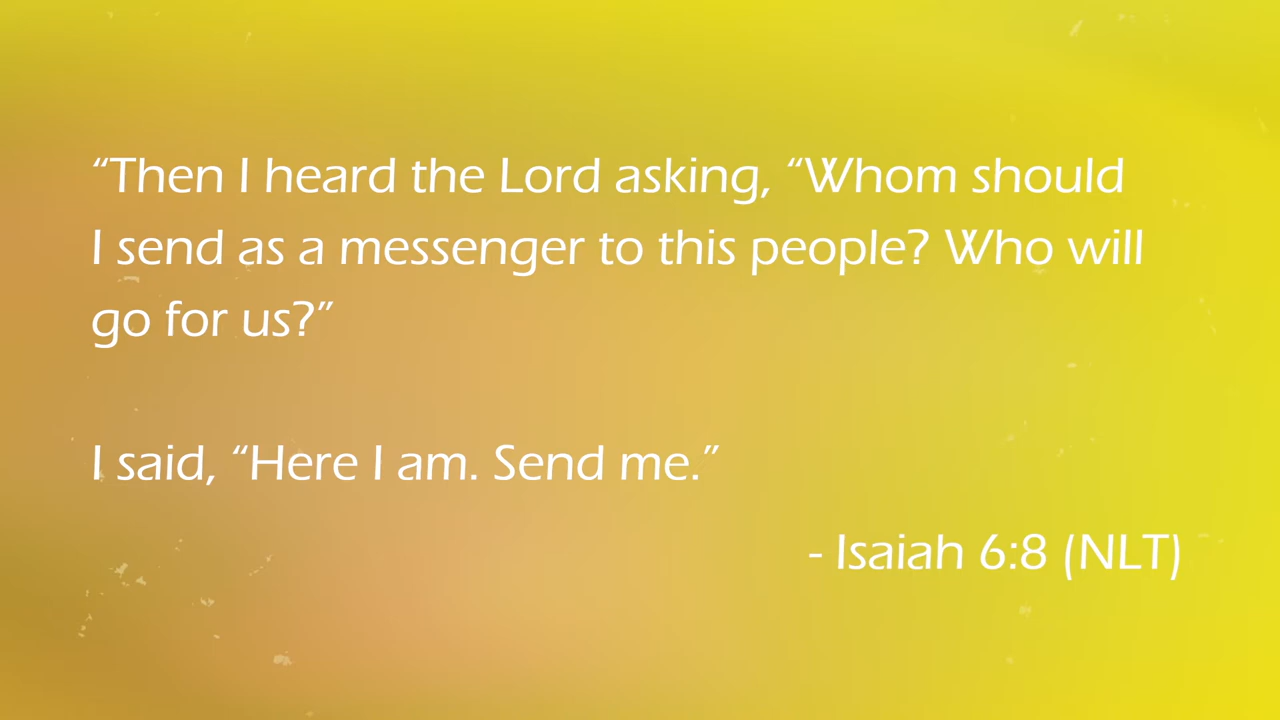 “Then I heard the Lord asking, “Whom should
I send as a messenger to this people? Who will
go for us?”
I said, “Here I am. Send me.”
- Isaiah 6:8 (NLT)